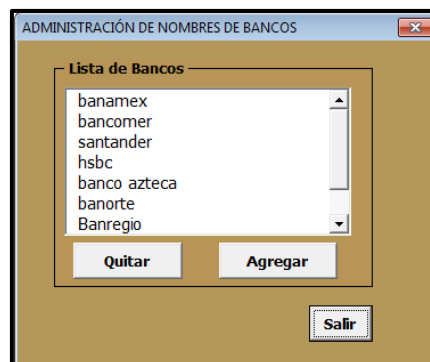 ADMINISTRACIÓN DE NOMBRES DE BANCOS
Lista de Bancos
banamex
bancomer
santander
hsbc
banco azteca
banorte
Banregio
Quitar Agregar
Salir